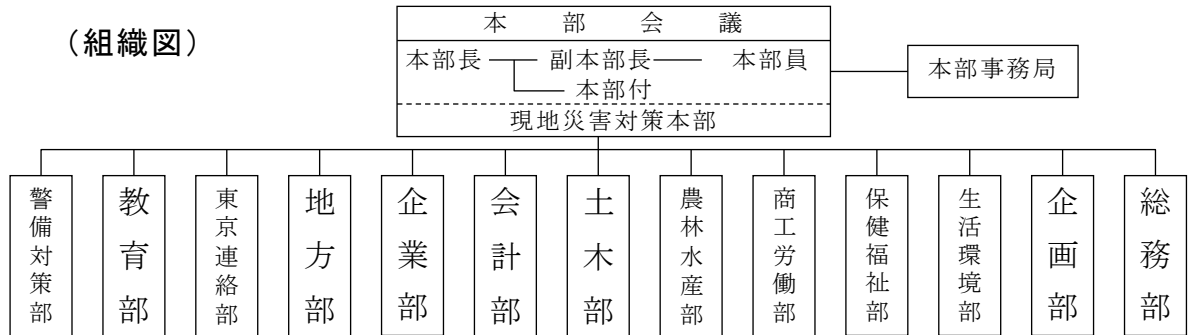 （組織図）
本部会議
本部長 副本部長 本部員
本部付
現地災害対策本部
本部事務局
総務部
企画部
生活環境部
保健福祉部
商工労働部
農林水産部
土木部
会計部
企業部
地方部
東京連絡部
教育部
警備対策部